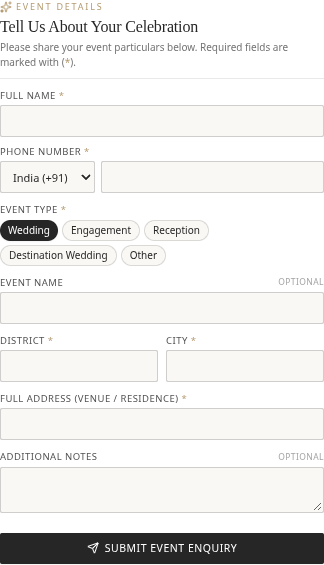 EVENT DETAILS
Tell Us About Your Celebration
Please share your event particulars below. Required fields are
marked with (*).
FULL NAME *
PHONE NUMBER *
India (+91)
EVENT TYPE *
Wedding Engagement Reception
Destination Wedding Other
EVENT NAME OPTIONAL
DISTRICT * CITY *
FULL ADDRESS (VENUE / RESIDENCE) *
ADDITIONAL NOTES OPTIONAL
SUBMIT EVENT ENQUIRY